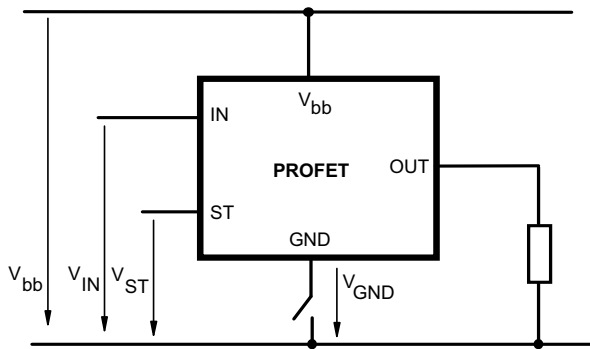 V_bb
IN
PROFET
OUT
ST
GND
V_bb
V_IN
V_ST
V_GND